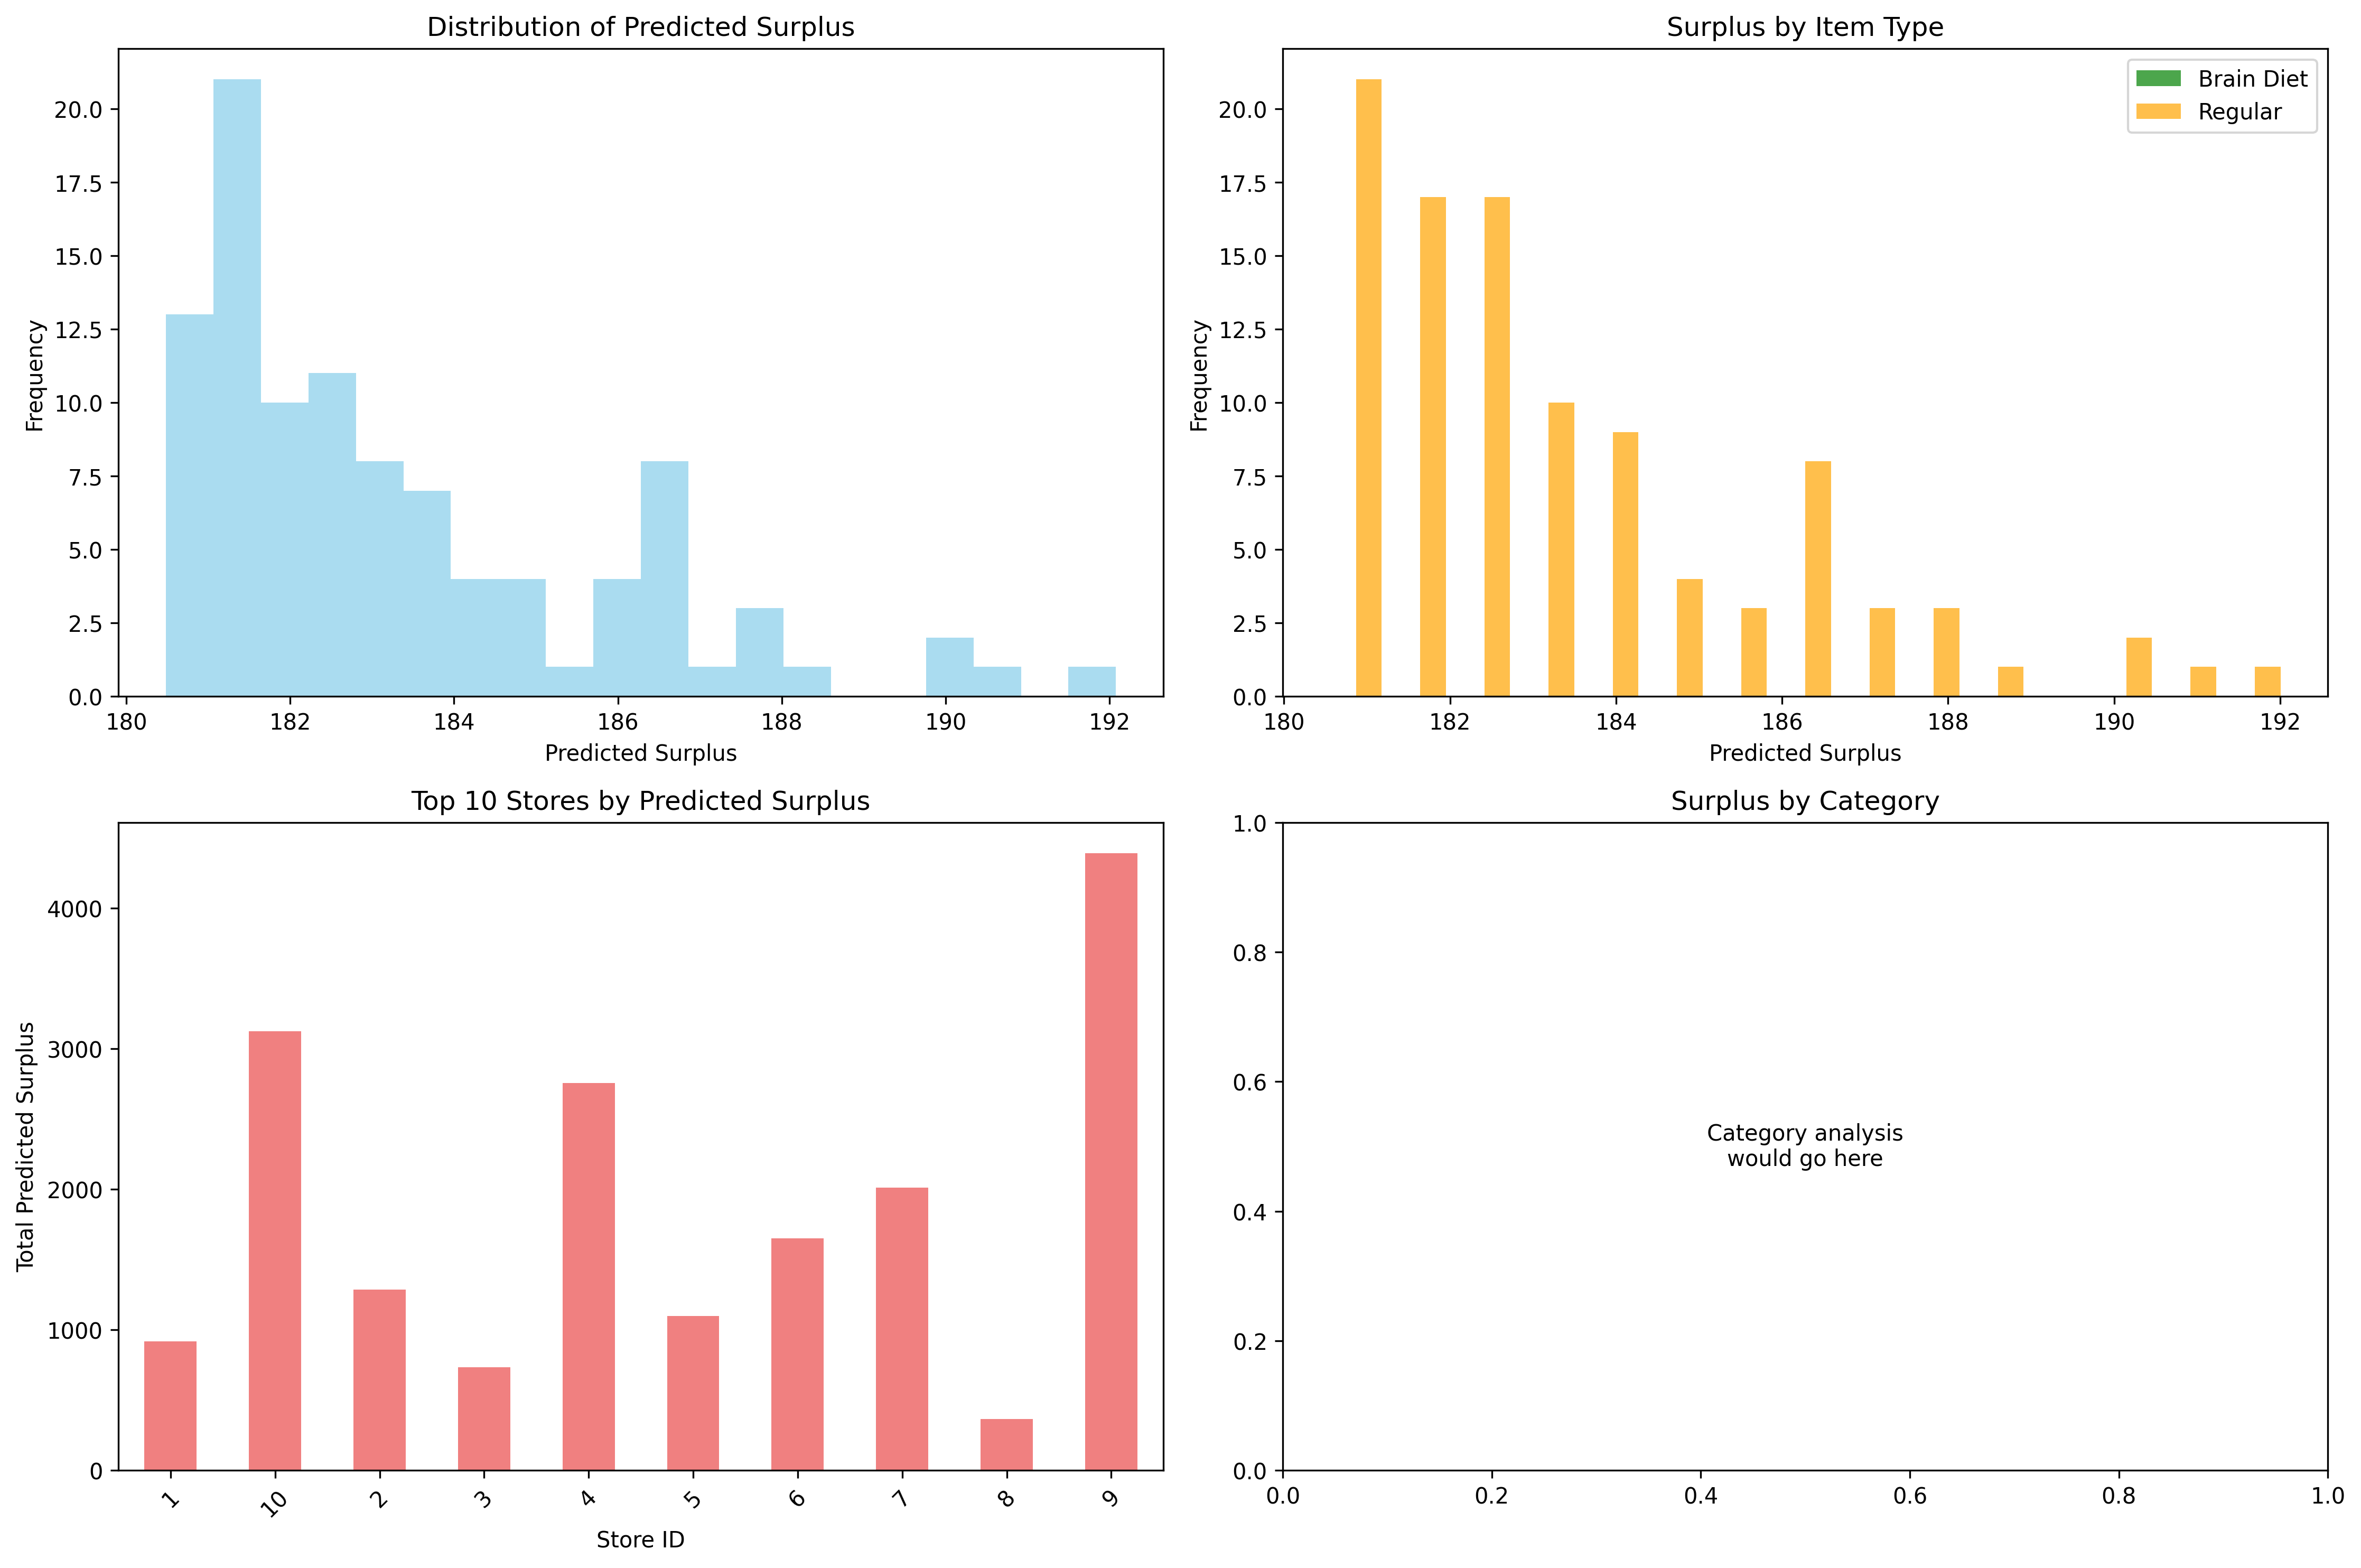 Distribution of Predicted Surplus
20.0
17.5
15.0
12.5
10.0
7.5
5.0
2.5
0.0
Frequency
180 182 184 186 188 190 192
Predicted Surplus
Surplus by Item Type
Brain Diet
Regular
20.0
17.5
15.0
12.5
10.0
7.5
5.0
2.5
0.0
Frequency
180 182 184 186 188 190 192
Predicted Surplus
Top 10 Stores by Predicted Surplus
4000
3000
2000
1000
0
Total Predicted Surplus
1 10 2 3 4 5 6 7 8 9
Store ID
Surplus by Category
1.0
0.8
0.6
0.4
0.2
0.0
Category analysis
would go here
0.0 0.2 0.4 0.6 0.8 1.0